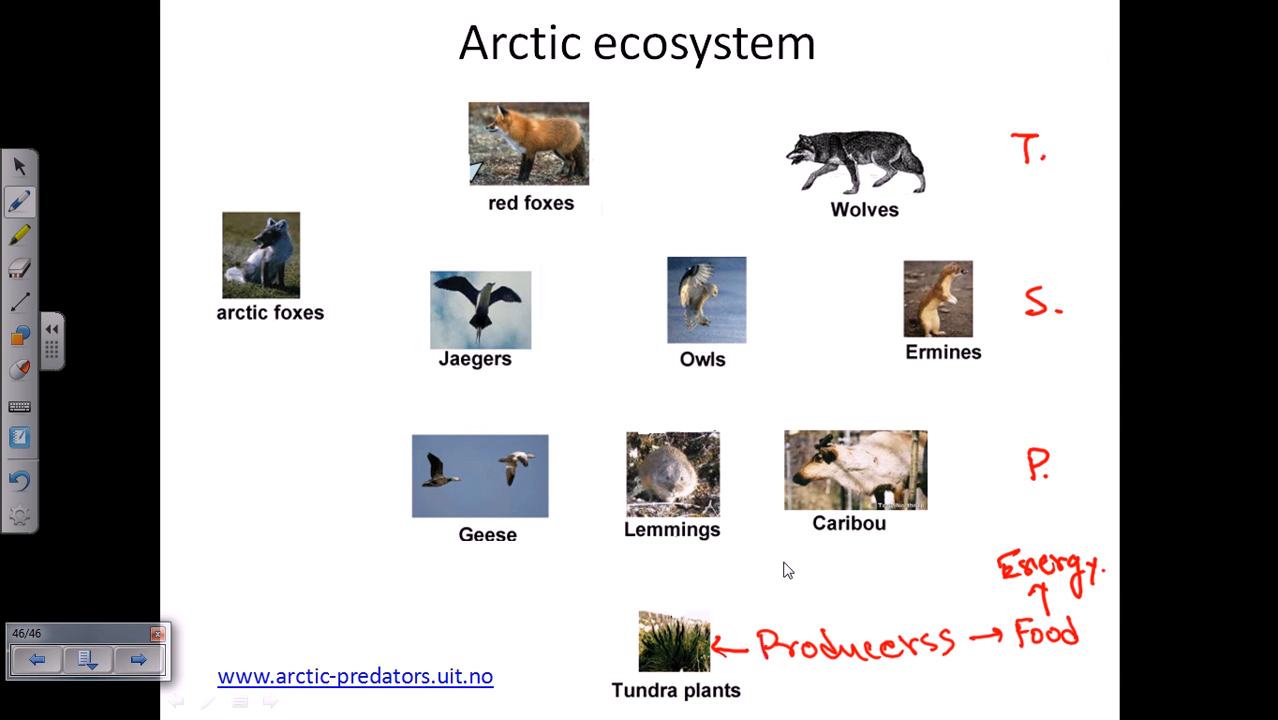 Arctic ecosystem
red foxes
Wolves
T.
arctic foxes
Jaegers
Owls
Ermines
S.
Geese
Lemmings
Caribou
P.
Energy.
Producerss
Food
Tundra plants
www.arctic-predators.uit.no
46/46